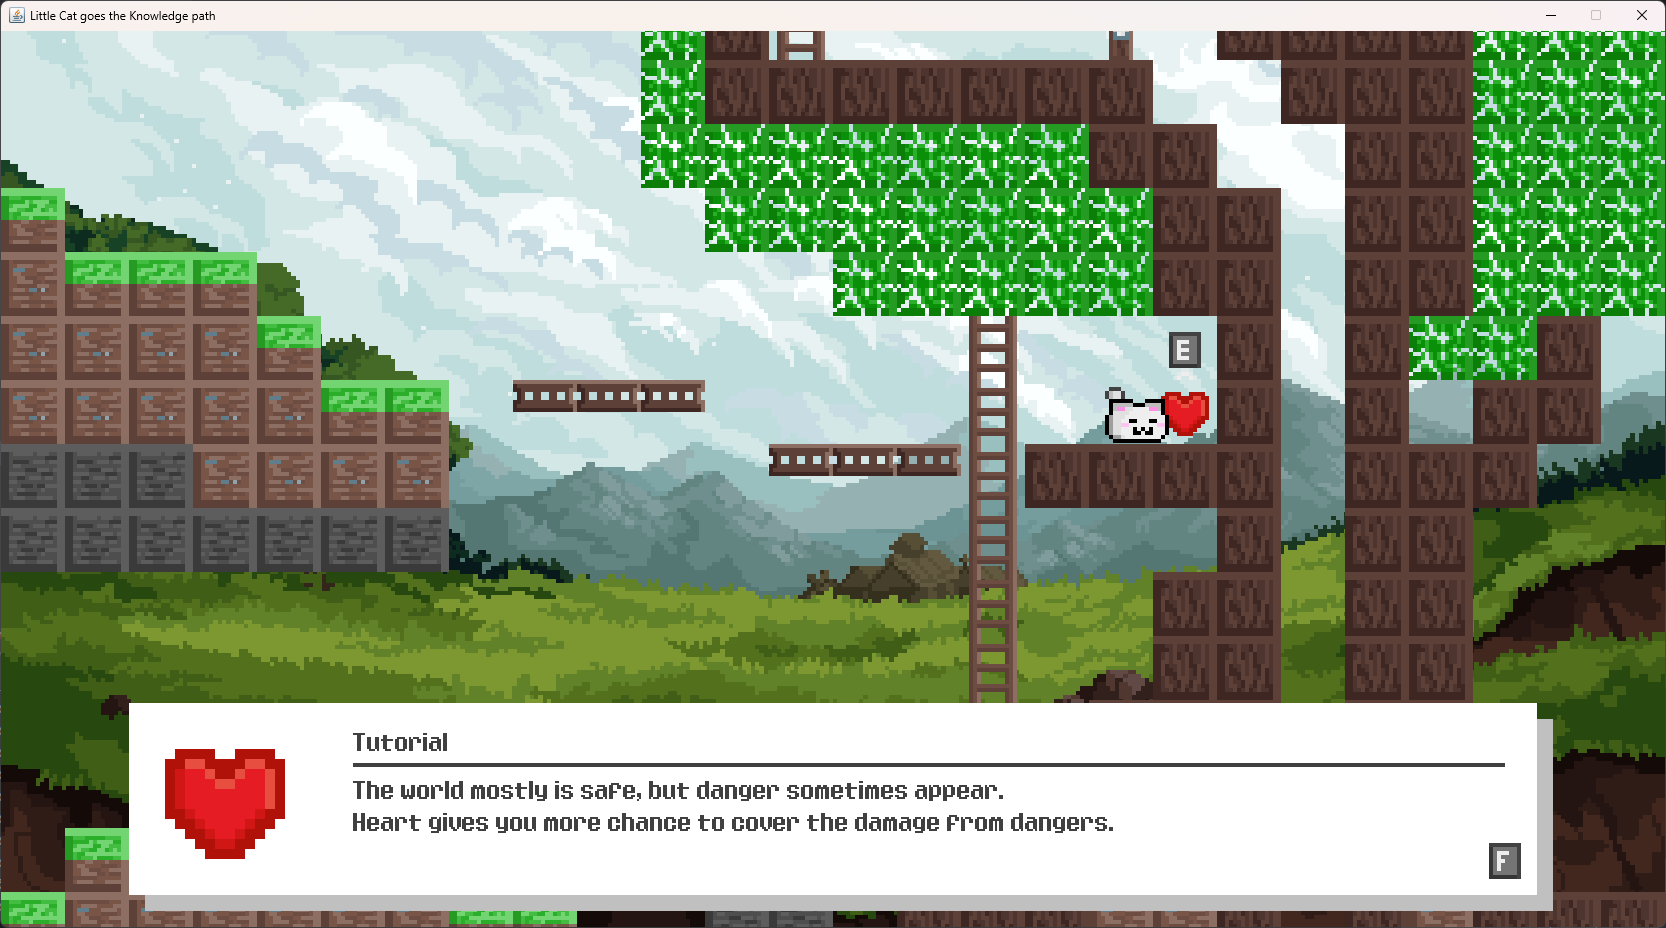 Little Cat goes the Knowledge path
E
Tutorial
The world mostly is safe, but danger sometimes appear.
Heart gives you more chance to cover the damage from dangers.
F